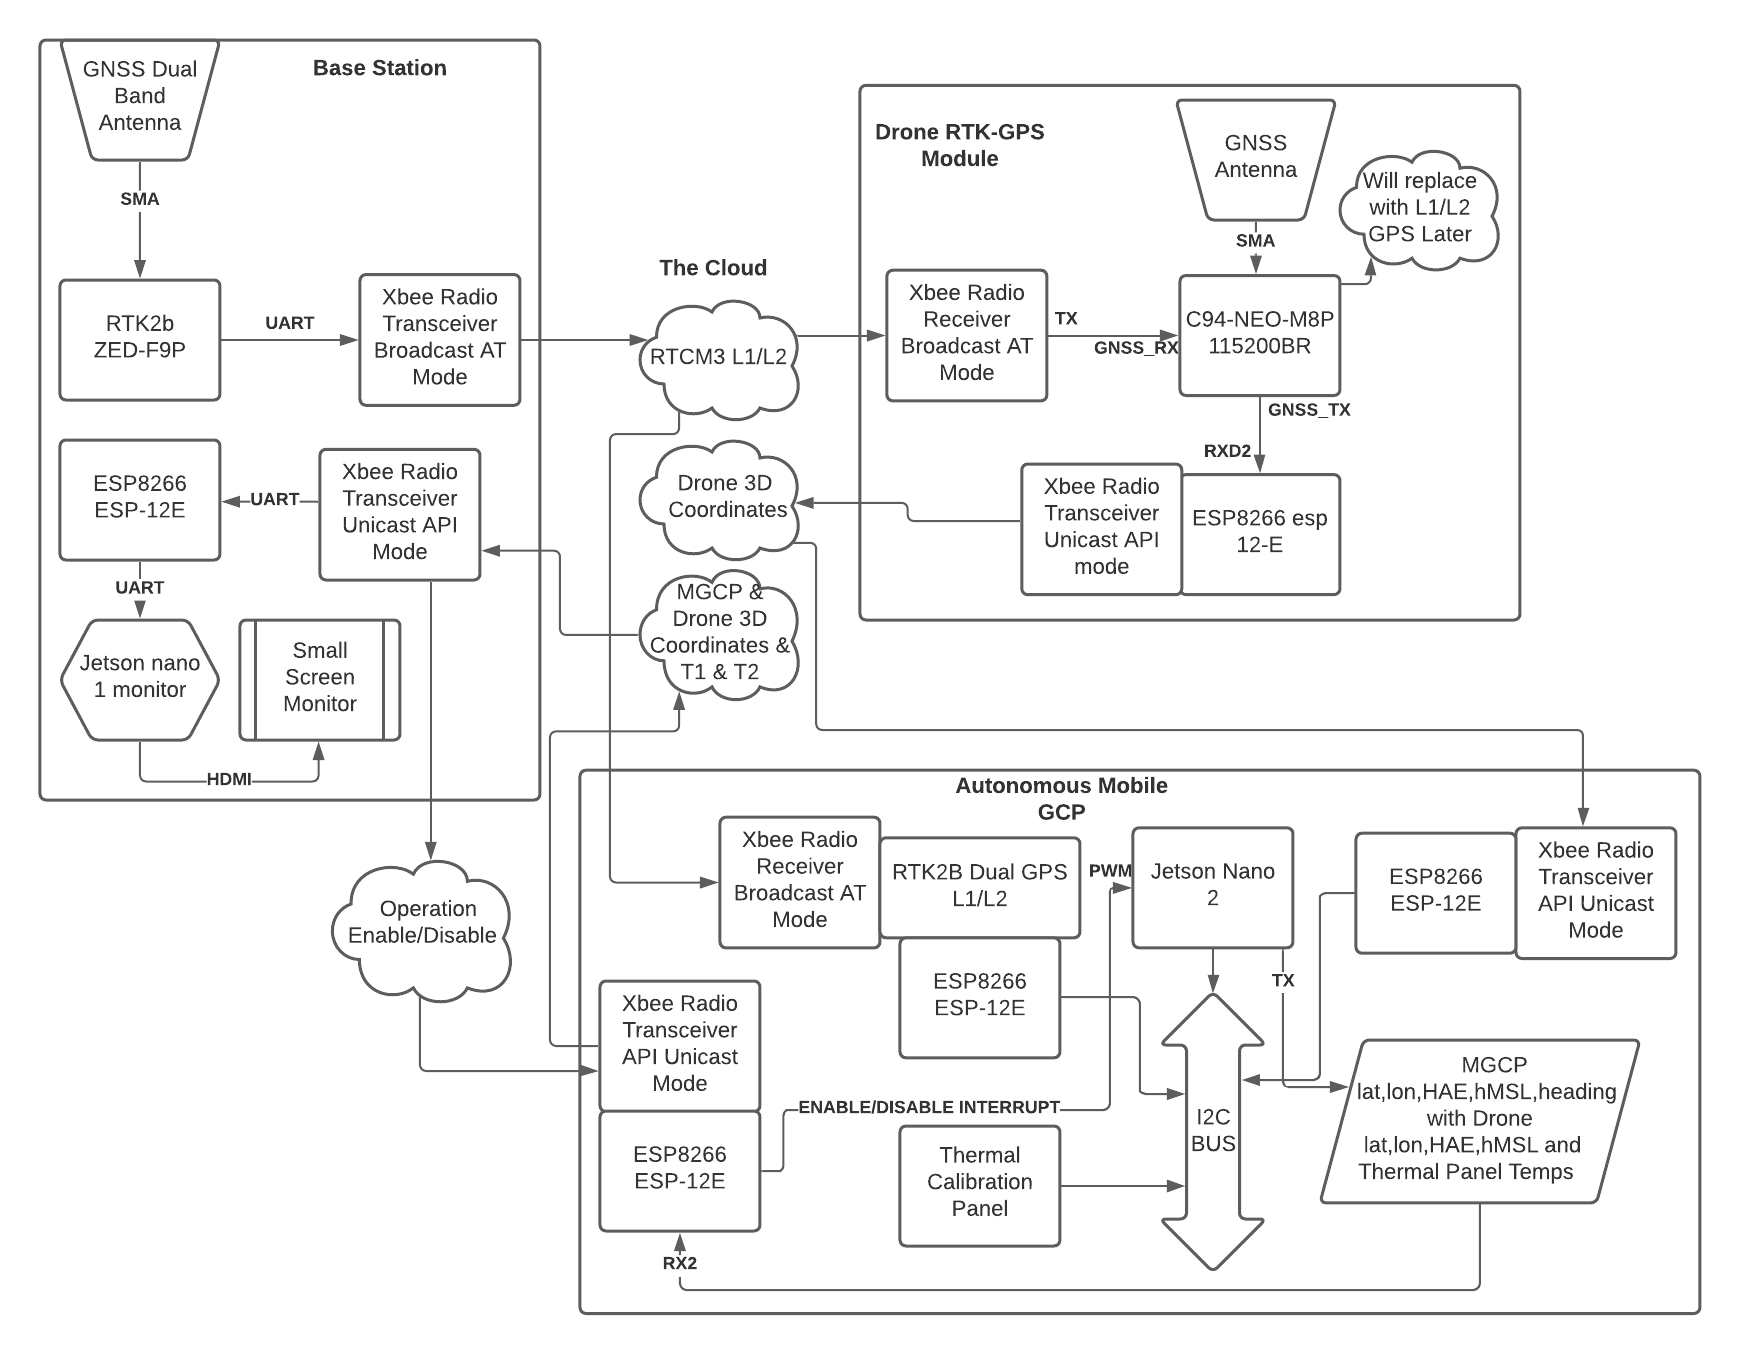 Base Station
GNSS Dual
Band
Antenna
SMA
RTK2b
ZED-F9P
UART
Xbee Radio
Transceiver
Broadcast AT
Mode
ESP8266
ESP-12E
UART
Xbee Radio
Transceiver
Unicast API
Mode
UART
Jetson nano
1 monitor
Small
Screen
Monitor
HDMI
The Cloud
RTCM3 L1/L2
Drone 3D
Coordinates
MGCP &
Drone 3D
Coordinates &
T1 & T2
Operation
Enable/Disable
Drone RTK-GPS
Module
GNSS
Antenna
Will replace
with L1/L2
GPS Later
SMA
Xbee Radio
Receiver
Broadcast AT
Mode
TX
GNSS_RX
C94-NEO-M8P
115200BR
GNSS_TX
RXD2
Xbee Radio
Transceiver
Unicast API
mode
ESP8266 esp
12-E
Autonomous Mobile
GCP
Xbee Radio
Receiver
Broadcast AT
Mode
RTK2B Dual GPS
L1/L2
PWM
Jetson Nano
2
ESP8266
ESP-12E
Xbee Radio
Transceiver
API Unicast
Mode
ESP8266
ESP-12E
TX
Xbee Radio
Transceiver
API Unicast
Mode
ESP8266
ESP-12E
ENABLE/DISABLE INTERRUPT
Thermal
Calibration
Panel
I2C
BUS
MGCP
lat,lon,HAE,hMSL,heading
with Drone
lat,lon,HAE,hMSL and
Thermal Panel Temps
RX2